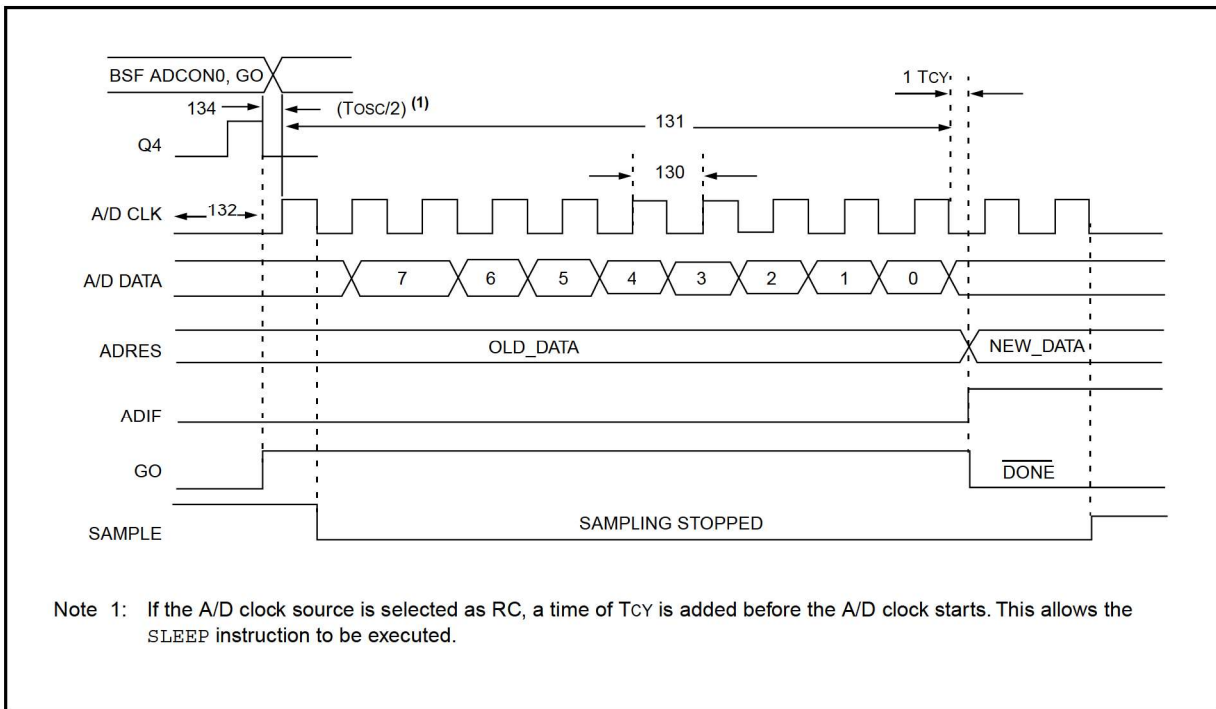 BSF ADCON0, GO
134
(TOSC/2) (1)
1 TCY
131
Q4
130
A/D CLK
132
A/D DATA
7 6 5 4 3 2 1 0
ADRES
OLD_DATA
NEW_DATA
ADIF
GO
DONE
SAMPLE
SAMPLING STOPPED
Note 1: If the A/D clock source is selected as RC, a time of TCY is added before the A/D clock starts. This allows the
SLEEP instruction to be executed.